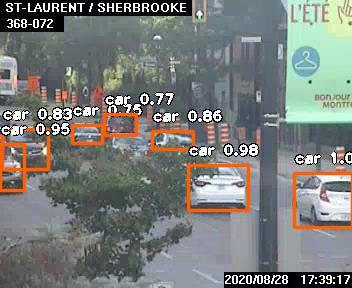 ST-LAURENT / SHERBROOKE
368-072
L'ÉTÉ
BONJOUR
car 0.77
car 0.83
car 0.75
car 0.86
car 0.95
car 0.98
car 1.0
2020/08/28 17:39:17